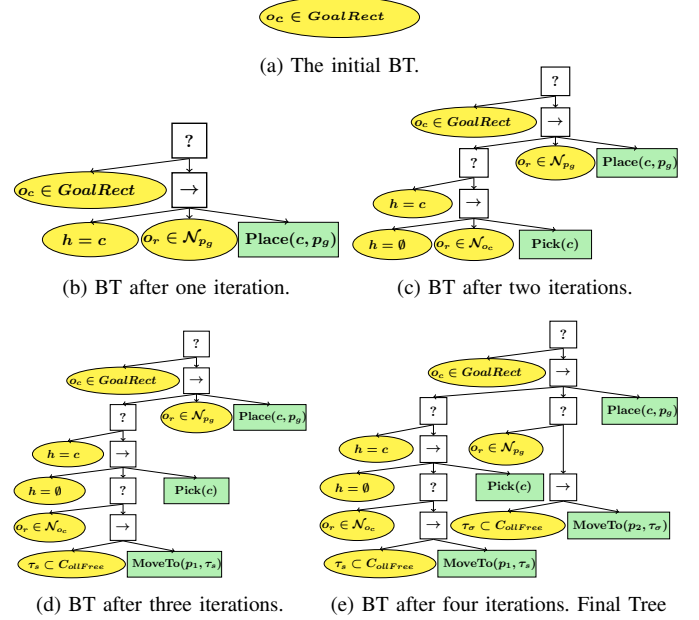 o_c ∈ GoalRect
(a) The initial BT.
?
o_c ∈ GoalRect →
h = c o_r ∈ 𝒩_{p_g} Place(c, p_g)
(b) BT after one iteration.
?
o_c ∈ GoalRect →
? o_r ∈ 𝒩_{p_g} Place(c, p_g)
h = c →
h = ∅ o_r ∈ 𝒩_{o_c} Pick(c)
(c) BT after two iterations.
?
o_c ∈ GoalRect →
? o_r ∈ 𝒩_{p_g} Place(c, p_g)
h = c →
h = ∅ ? Pick(c)
o_r ∈ 𝒩_{o_c} →
τ_s ⊂ C_{ollFree} MoveTo(p_1, τ_s)
(d) BT after three iterations.
?
o_c ∈ GoalRect →
? ? Place(c, p_g)
h = c → o_r ∈ 𝒩_{p_g}
h = ∅ ? Pick(c) →
o_r ∈ 𝒩_{o_c} → τ_σ ⊂ C_{ollFree} MoveTo(p_2, τ_σ)
τ_s ⊂ C_{ollFree} MoveTo(p_1, τ_s)
(e) BT after four iterations. Final Tree